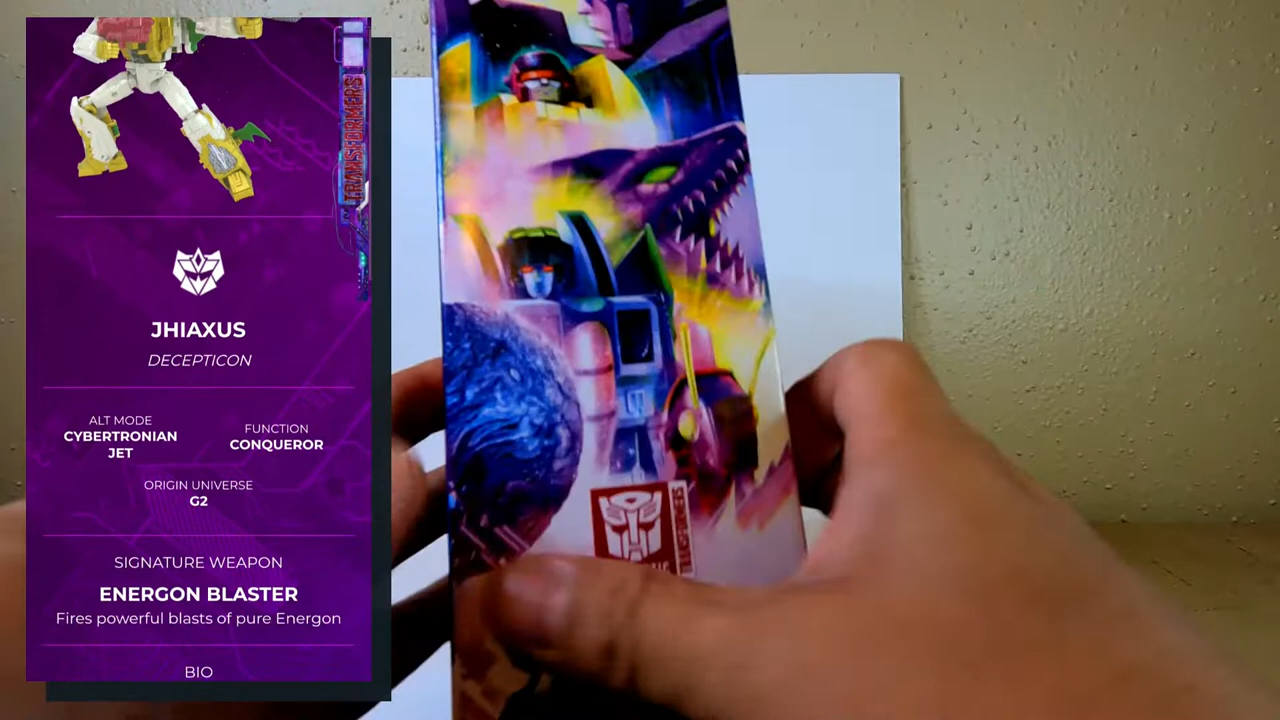 TRANSFORMERS
JHIAXUS
DECEPTICON
ALT MODE
CYBERTRONIAN
JET
FUNCTION
CONQUEROR
ORIGIN UNIVERSE
G2
SIGNATURE WEAPON
ENERGON BLASTER
Fires powerful blasts of pure Energon
BIO
TRANSFORMERS